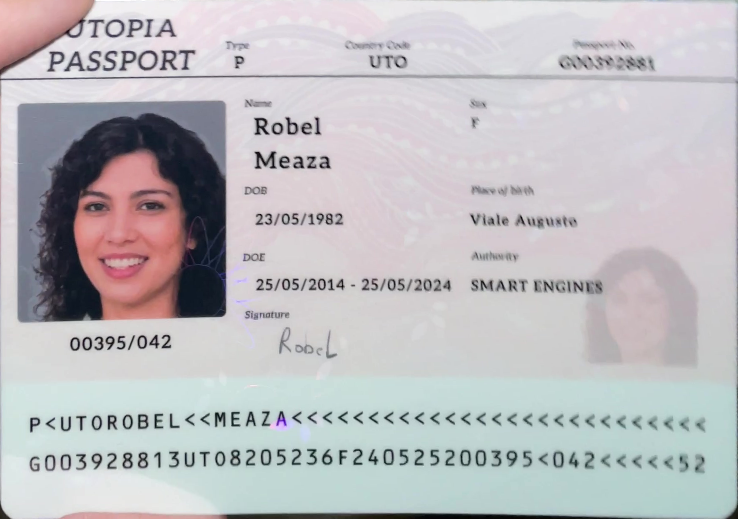 UTOPIA
PASSPORT
Type
P
Country Code
UTO
Passport No.
G00392881
Name
Robel
Meaza
Sex
F
DOB
23/05/1982
Place of birth
Viale Augusto
DOE
25/05/2014 - 25/05/2024
Authority
SMART ENGINES
Signature
Robel
00395/042
P<UTOROBEL<<MEAZA<<<<<<<<<<<<<<<<<<<<<<<<<<<
G003928813UTO8205236F240525200395<042<<<<<52